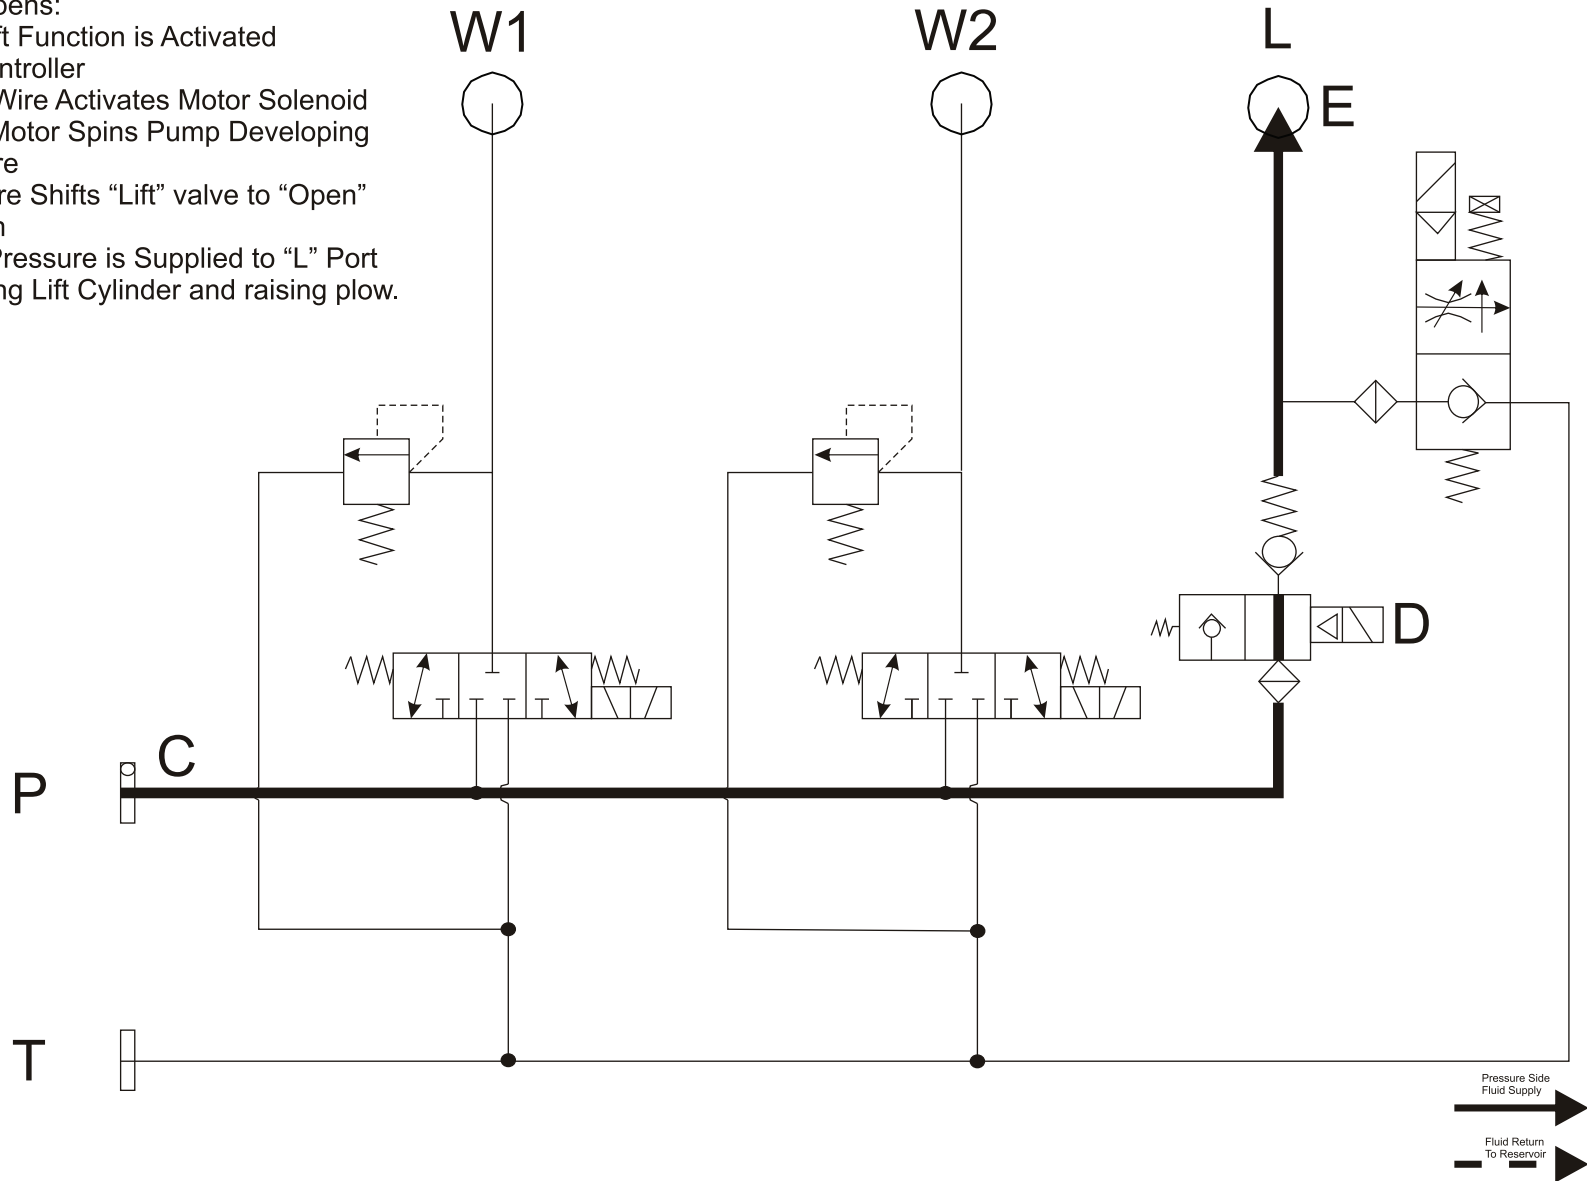 pens:
ft Function is Activated
ntroller
Wire Activates Motor Solenoid
Motor Spins Pump Developing
re
re Shifts “Lift” valve to “Open”
n
Pressure is Supplied to “L” Port
ng Lift Cylinder and raising plow.
W1
W2
L
E
D
C
P
T
Pressure Side
Fluid Supply
Fluid Return
To Reservoir